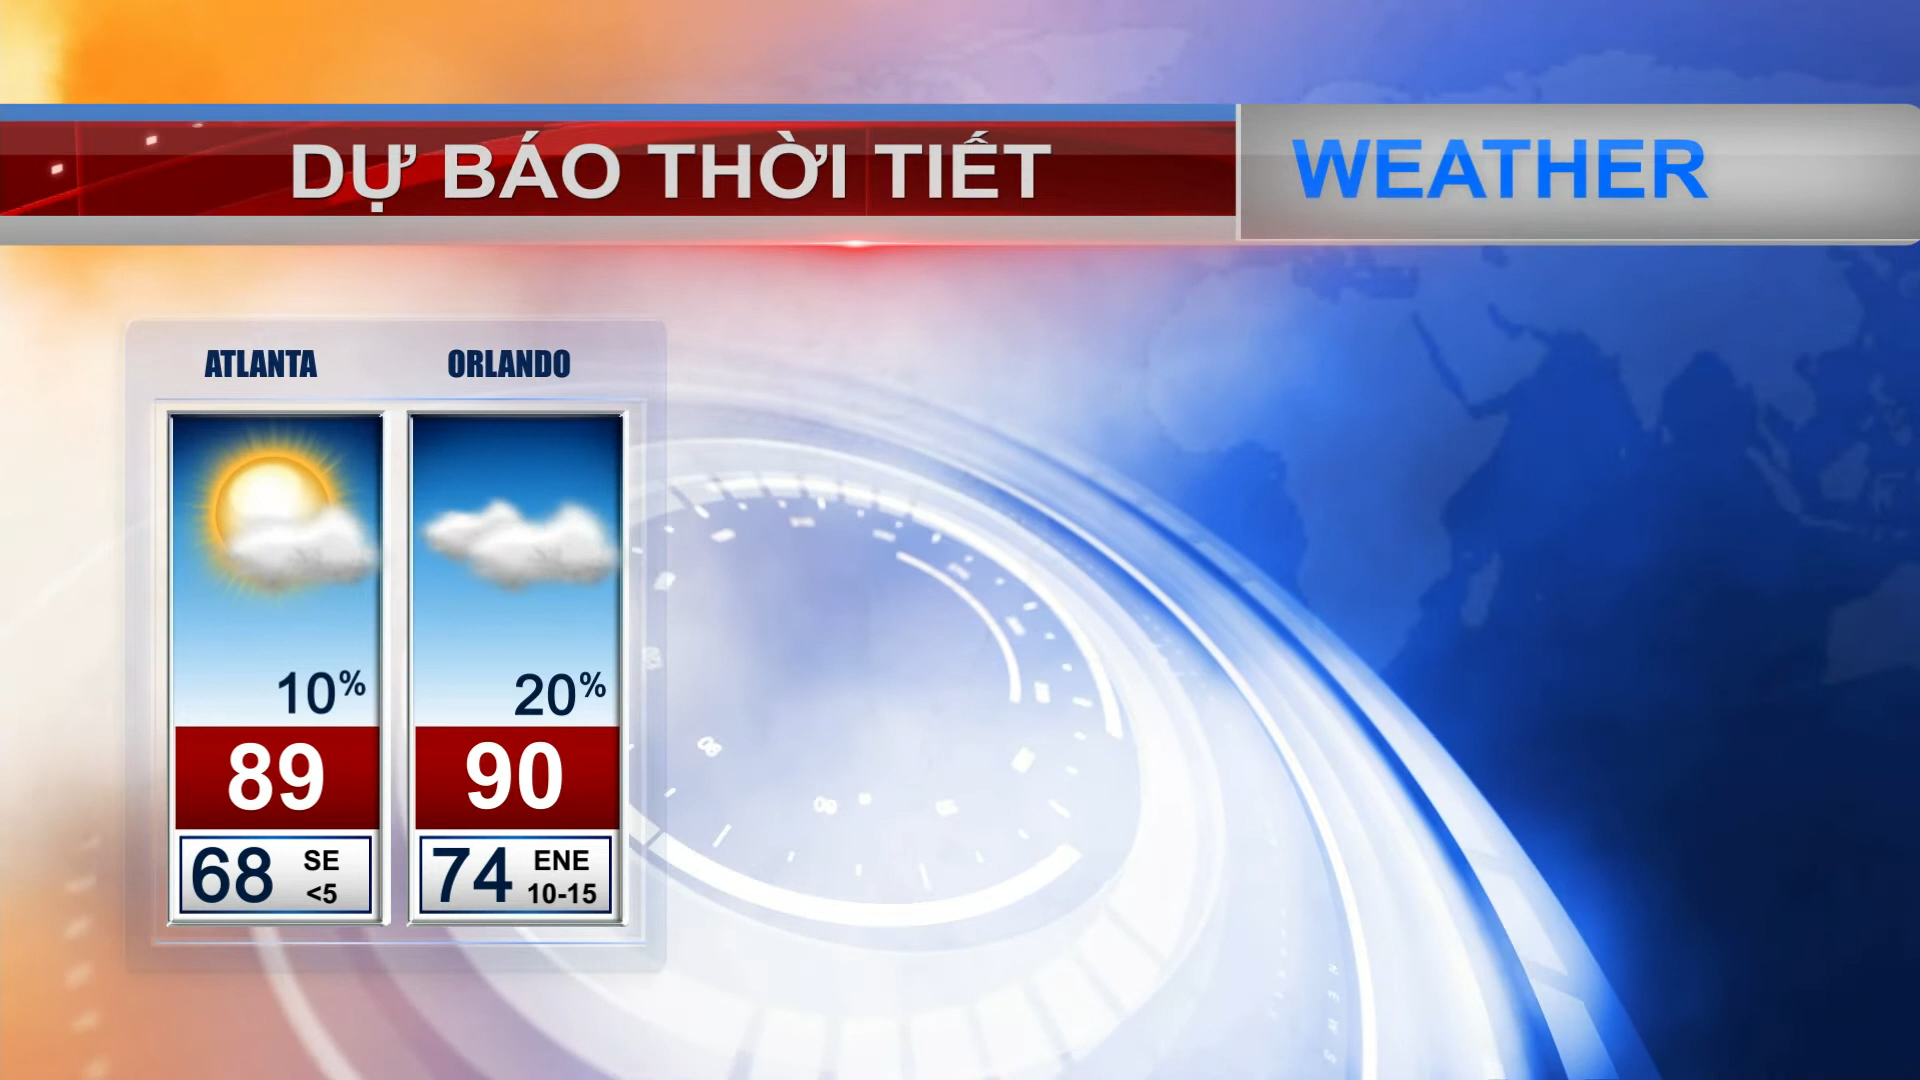 DỰ BÁO THỜI TIẾT
WEATHER
ATLANTA
10%
89
68
SE
<5
ORLANDO
20%
90
74
ENE
10-15